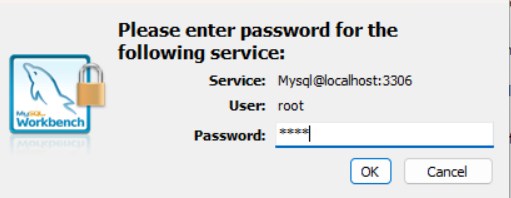 Please enter password for the
following service:
Service: Mysql@localhost:3306
User: root
MySQL
Workbench
Password: ****
OK Cancel